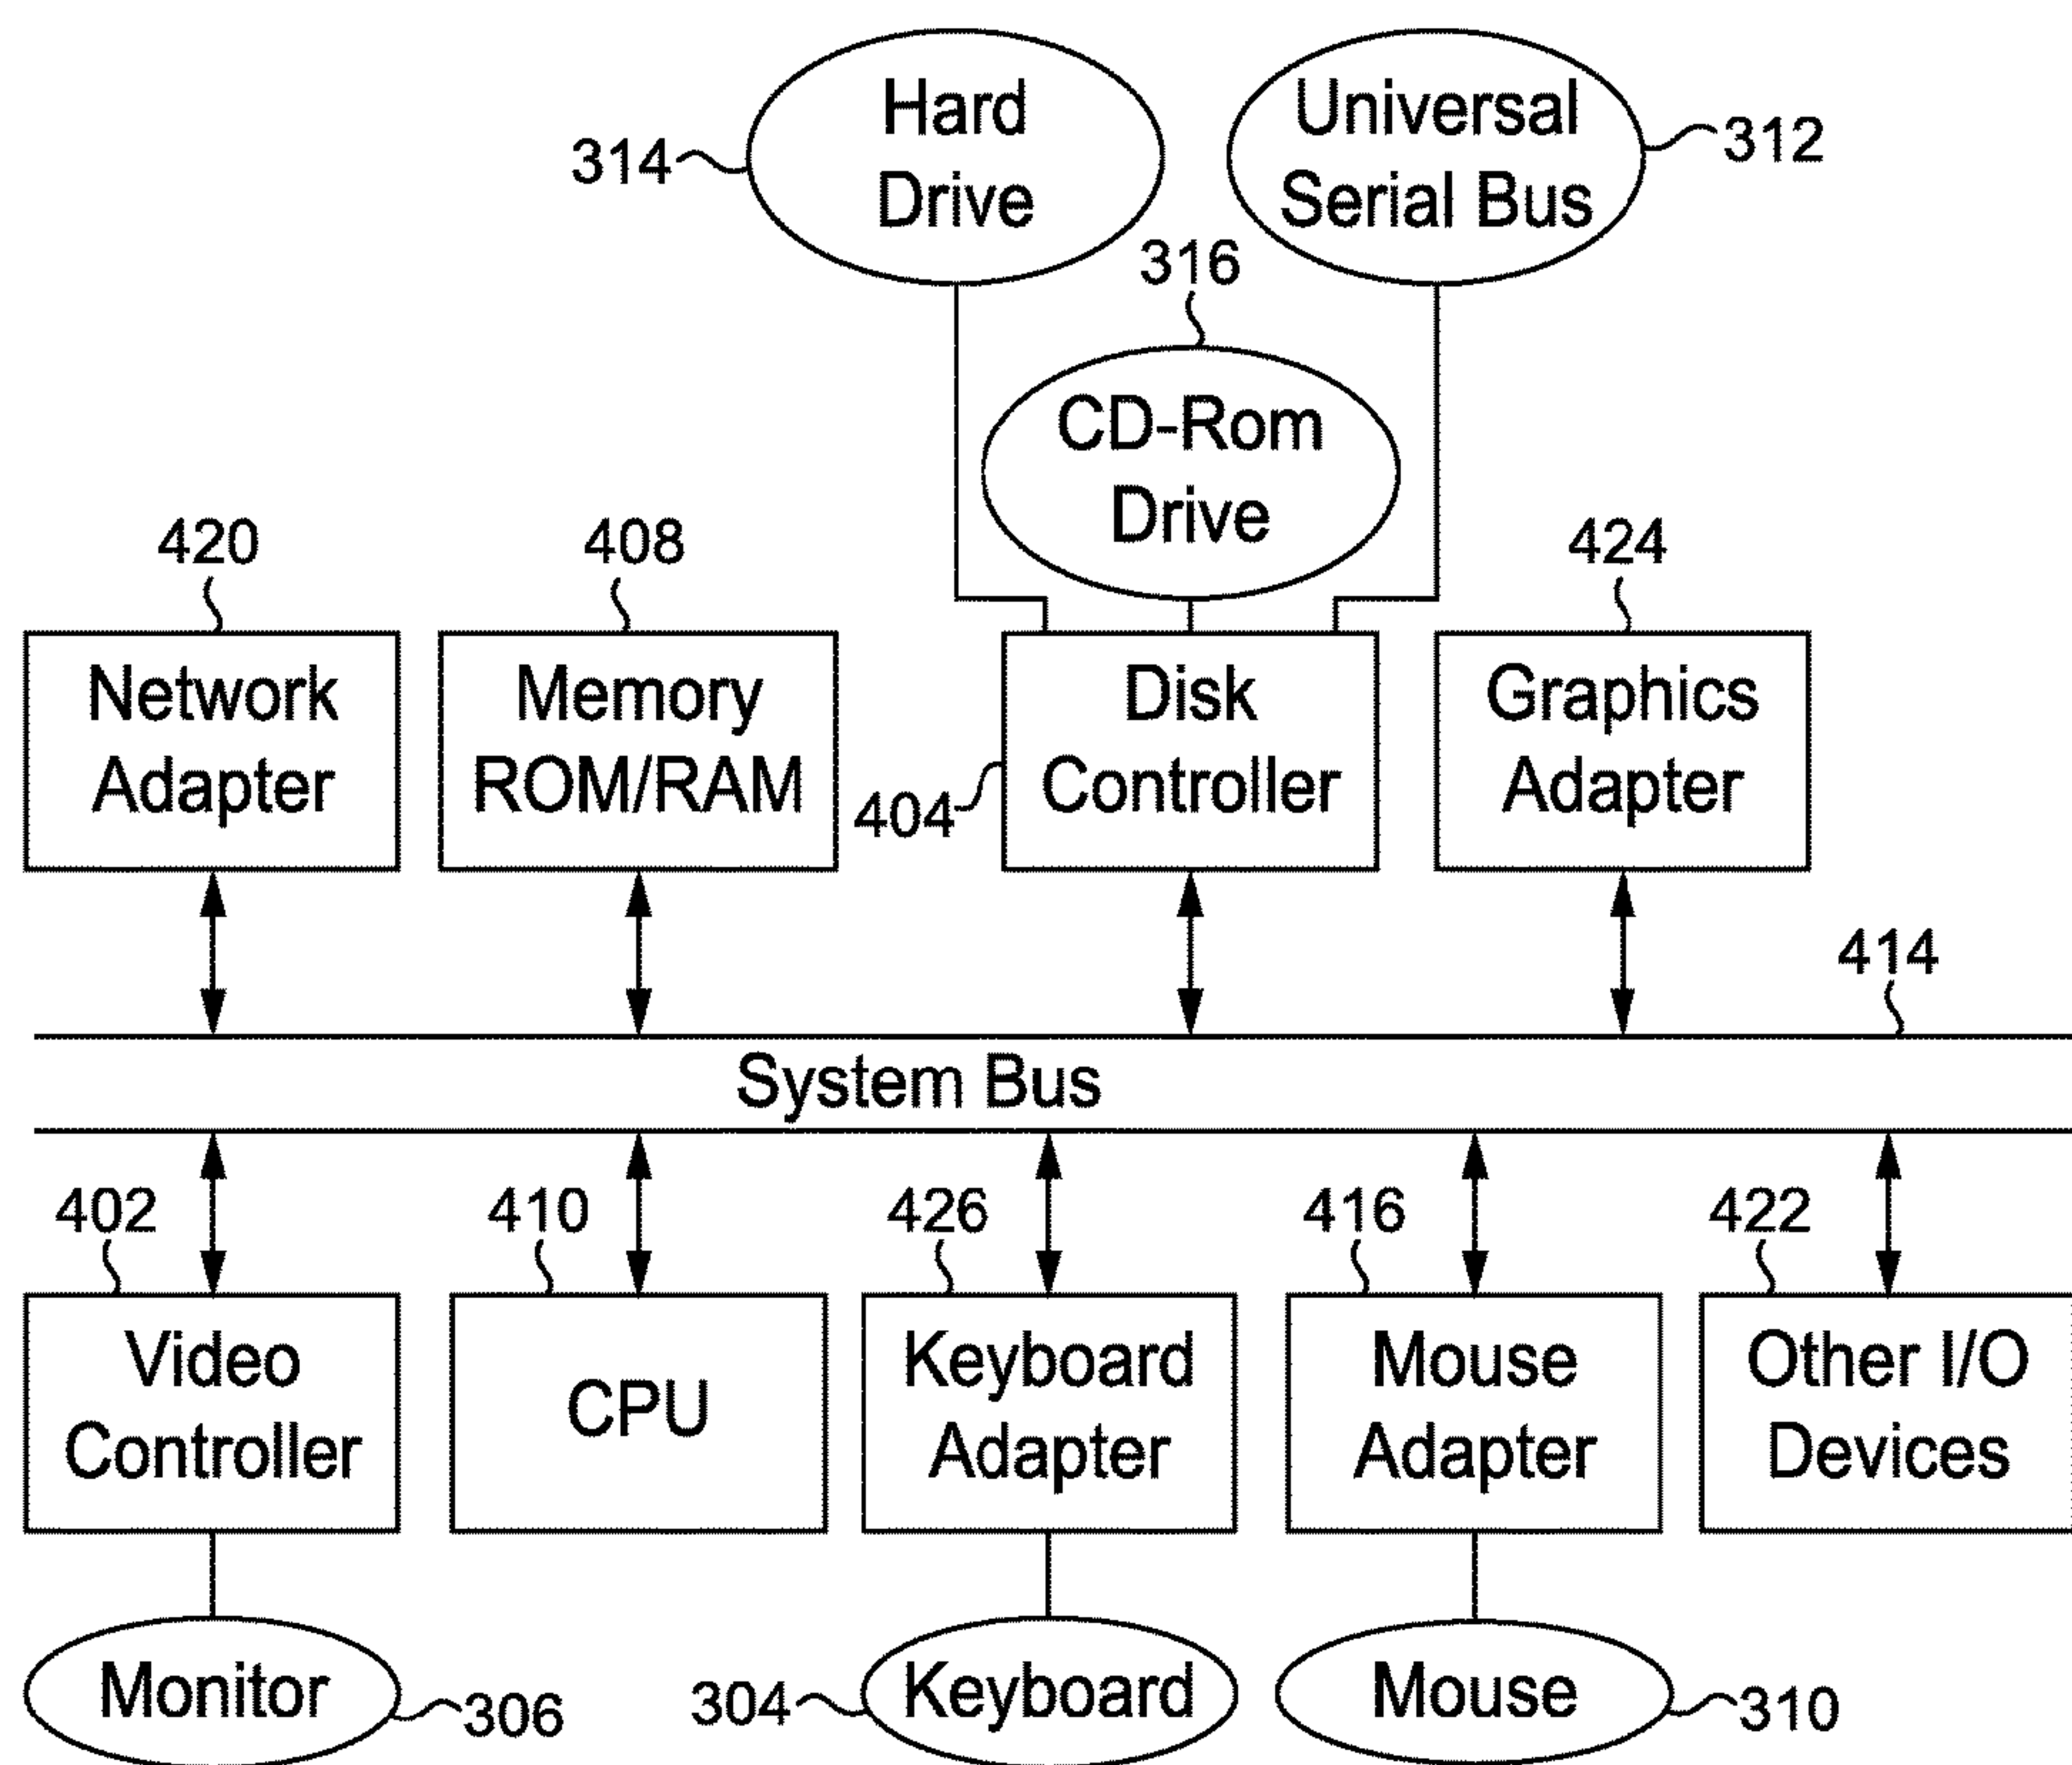 Hard
Drive
314
Universal
Serial Bus
312
316
CD-Rom
Drive
420
408
424
Network
Adapter
Memory
ROM/RAM
404
Disk
Controller
Graphics
Adapter
414
System Bus
402
410
426
416
422
Video
Controller
CPU
Keyboard
Adapter
Mouse
Adapter
Other I/O
Devices
Monitor
306
304
Keyboard
Mouse
310